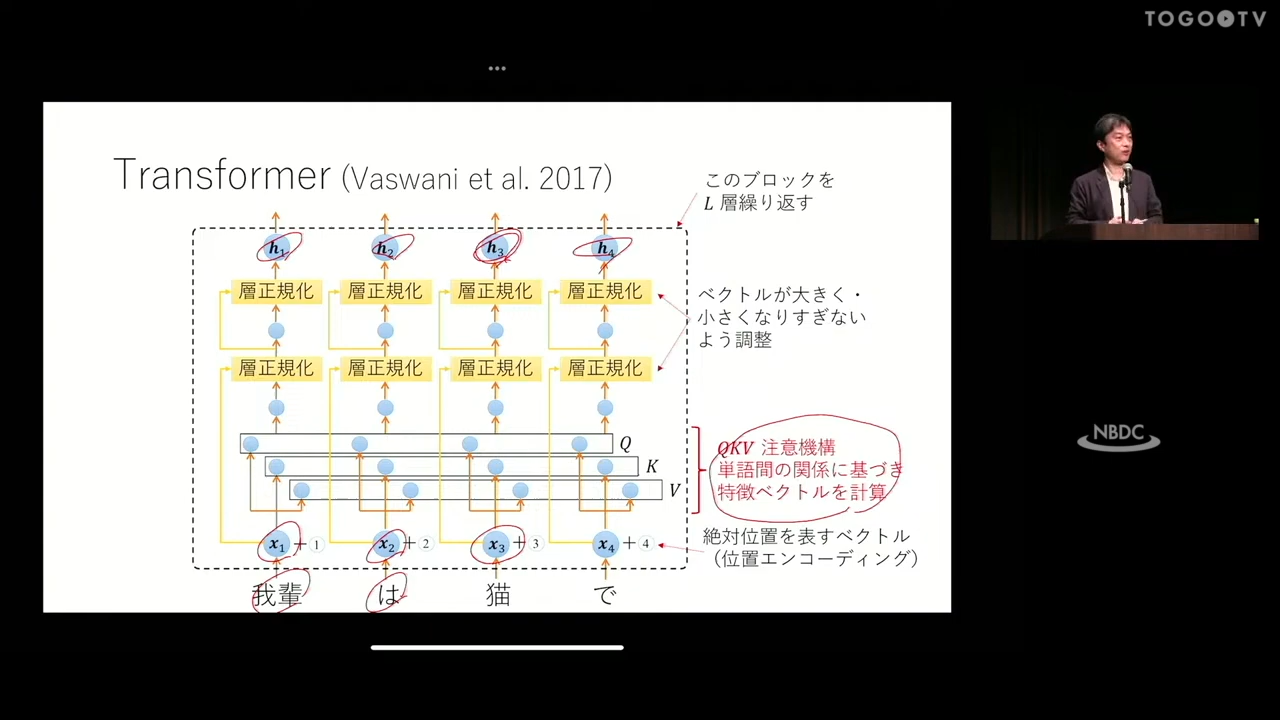 TOGOTV
Transformer (Vaswani et al. 2017)
このブロックを
L 層繰り返す
h1 h2 h3 h4
層正規化 層正規化 層正規化 層正規化
ベクトルが大きく・
小さくなりすぎない
よう調整
層正規化 層正規化 層正規化 層正規化
Q
K
V
QKV 注意機構
単語間の関係に基づき
特徴ベクトルを計算
x1 + 1 x2 + 2 x3 + 3 x4 + 4
絶対位置を表すベクトル
（位置エンコーディング）
我輩 は 猫 で
NBDC